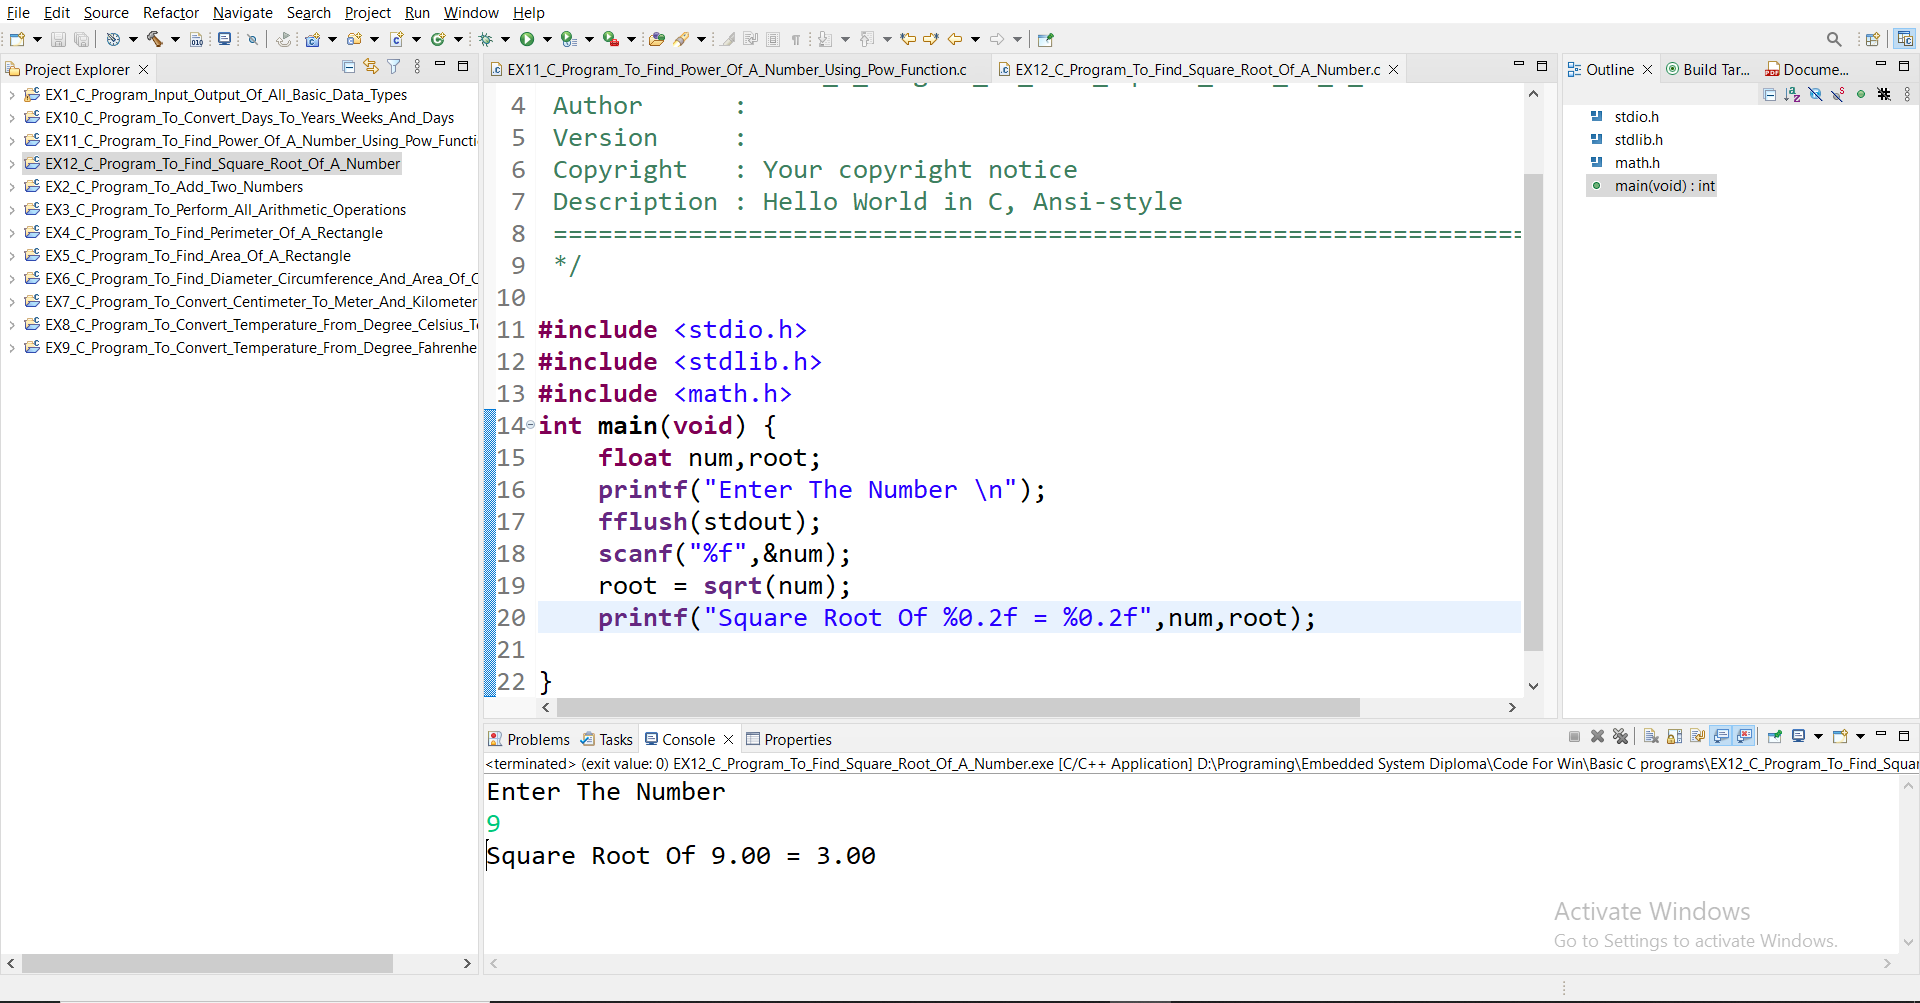 File Edit Source Refactor Navigate Search Project Run Window Help
Project Explorer
EX1_C_Program_Input_Output_Of_All_Basic_Data_Types
EX10_C_Program_To_Convert_Days_To_Years_Weeks_And_Days
EX11_C_Program_To_Find_Power_Of_A_Number_Using_Pow_Functi
EX12_C_Program_To_Find_Square_Root_Of_A_Number
EX2_C_Program_To_Add_Two_Numbers
EX3_C_Program_To_Perform_All_Arithmetic_Operations
EX4_C_Program_To_Find_Perimeter_Of_A_Rectangle
EX5_C_Program_To_Find_Area_Of_A_Rectangle
EX6_C_Program_To_Find_Diameter_Circumference_And_Area_Of_C
EX7_C_Program_To_Convert_Centimeter_To_Meter_And_Kilometer
EX8_C_Program_To_Convert_Temperature_From_Degree_Celsius_T
EX9_C_Program_To_Convert_Temperature_From_Degree_Fahrenhe
EX11_C_Program_To_Find_Power_Of_A_Number_Using_Pow_Function.c EX12_C_Program_To_Find_Square_Root_Of_A_Number.c
4 Author :
5 Version :
6 Copyright : Your copyright notice
7 Description : Hello World in C, Ansi-style
8 =================================================================
9 */
10
11 #include <stdio.h>
12 #include <stdlib.h>
13 #include <math.h>
14 int main(void) {
15 float num,root;
16 printf("Enter The Number \n");
17 fflush(stdout);
18 scanf("%f",&num);
19 root = sqrt(num);
20 printf("Square Root Of %0.2f = %0.2f",num,root);
21
22 }
Outline Build Tar... Docume...
stdio.h
stdlib.h
math.h
main(void) : int
Problems Tasks Console Properties
<terminated> (exit value: 0) EX12_C_Program_To_Find_Square_Root_Of_A_Number.exe [C/C++ Application] D:\Programing\Embedded System Diploma\Code For Win\Basic C programs\EX12_C_Program_To_Find_Squar
Enter The Number
9
Square Root Of 9.00 = 3.00
Activate Windows
Go to Settings to activate Windows.